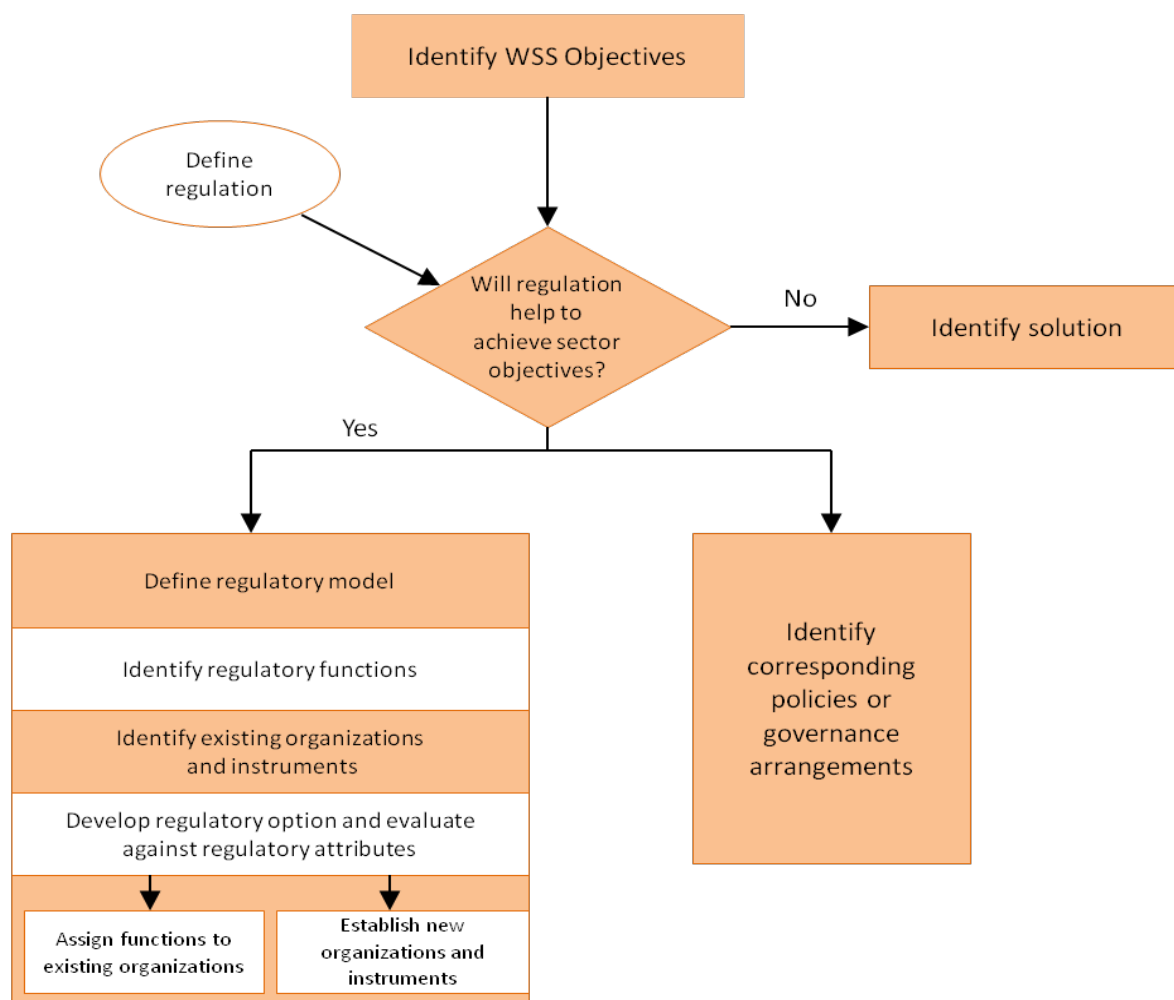 Identify WSS Objectives
Define
regulation
Will regulation
help to
achieve sector
objectives?
No
Identify solution
Yes
Define regulatory model
Identify regulatory functions
Identify existing organizations
and instruments
Develop regulatory option and evaluate
against regulatory attributes
Assign functions to
existing organizations
Establish new
organizations and
instruments
Identify
corresponding
policies or
governance
arrangements